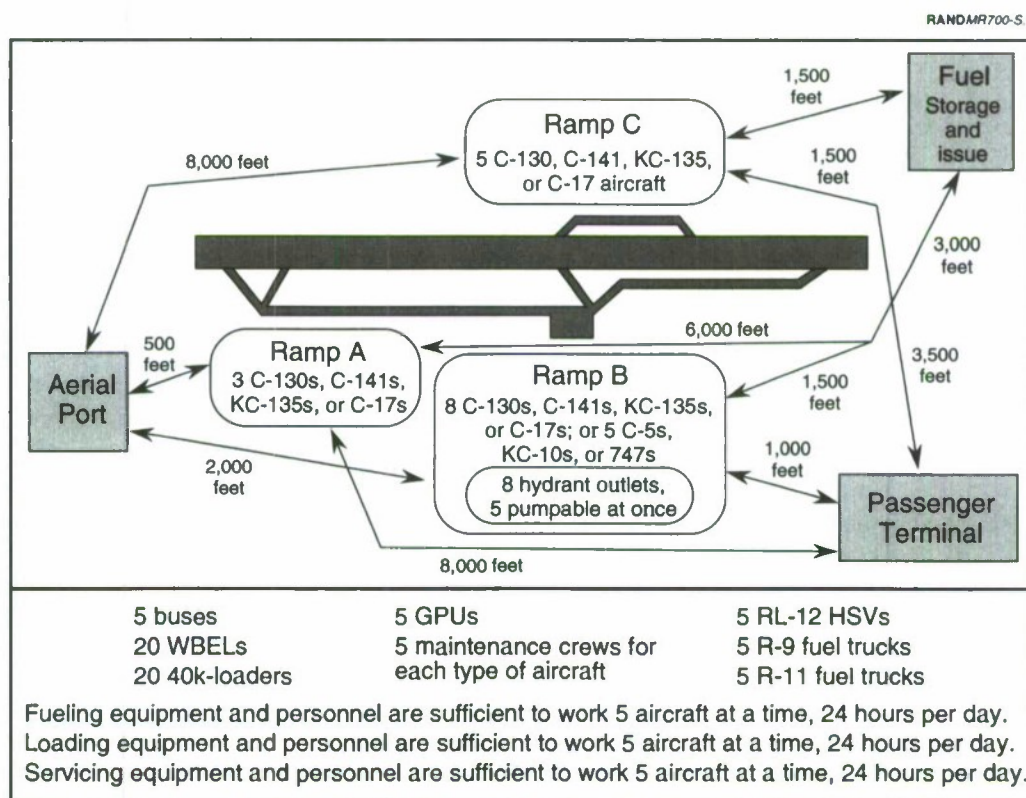 RANDMR700-S.
Fuel
Storage
and
issue
1,500
feet
Ramp C
5 C-130, C-141, KC-135,
or C-17 aircraft
8,000 feet
1,500
feet
3,000
feet
6,000 feet
500
feet
Ramp A
3 C-130s, C-141s,
KC-135s, or C-17s
Aerial
Port
Ramp B
8 C-130s, C-141s, KC-135s,
or C-17s; or 5 C-5s,
KC-10s, or 747s
8 hydrant outlets,
5 pumpable at once
1,500
feet
3,500
feet
2,000
feet
1,000
feet
Passenger
Terminal
8,000 feet
5 buses
20 WBELs
20 40k-loaders
5 GPUs
5 maintenance crews for
each type of aircraft
5 RL-12 HSVs
5 R-9 fuel trucks
5 R-11 fuel trucks
Fueling equipment and personnel are sufficient to work 5 aircraft at a time, 24 hours per day.
Loading equipment and personnel are sufficient to work 5 aircraft at a time, 24 hours per day.
Servicing equipment and personnel are sufficient to work 5 aircraft at a time, 24 hours per day.